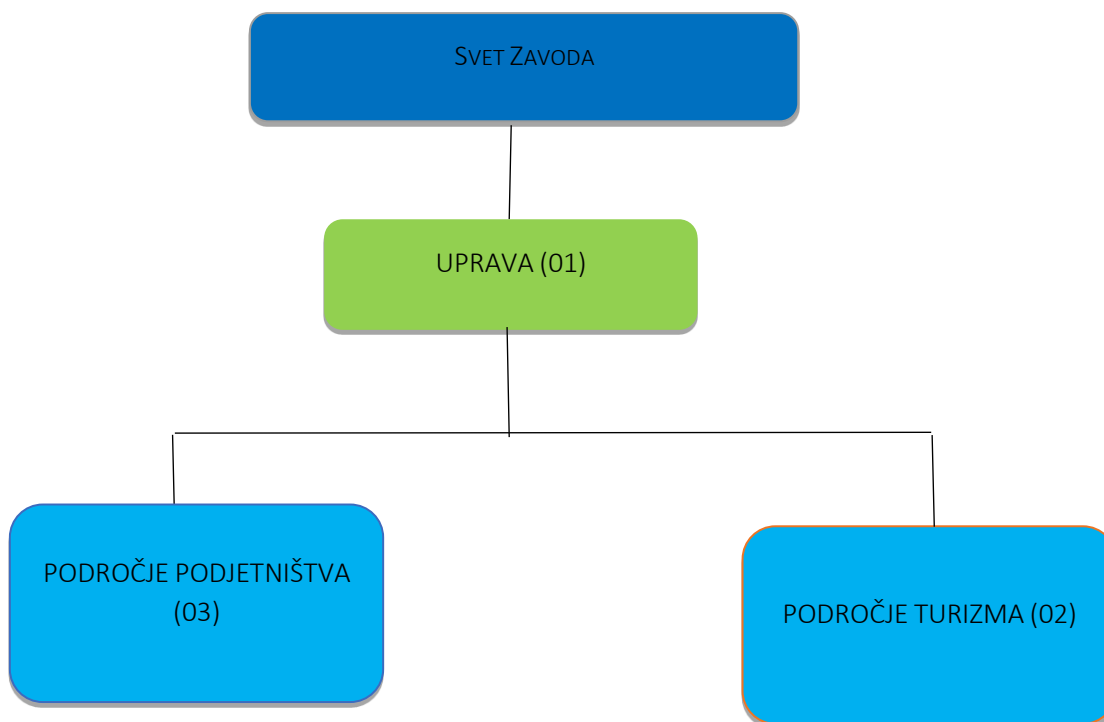 SVET ZAVODA
UPRAVA (01)
PODROČJE PODJETNIŠTVA
(03)
PODROČJE TURIZMA (02)